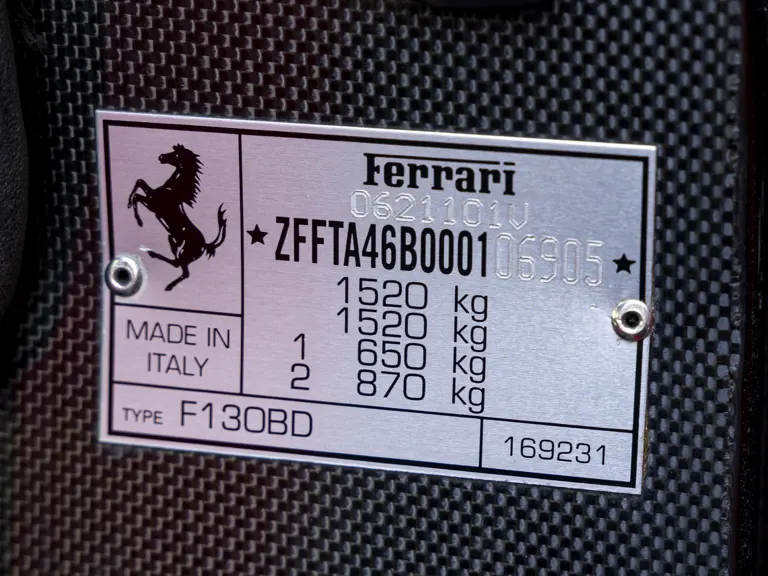 Ferrari
0621101V
★ZFFTA46B000106905★
1520 kg
1520 kg
1 650 kg
2 870 kg
MADE IN
ITALY
TYPE F130BD
169231